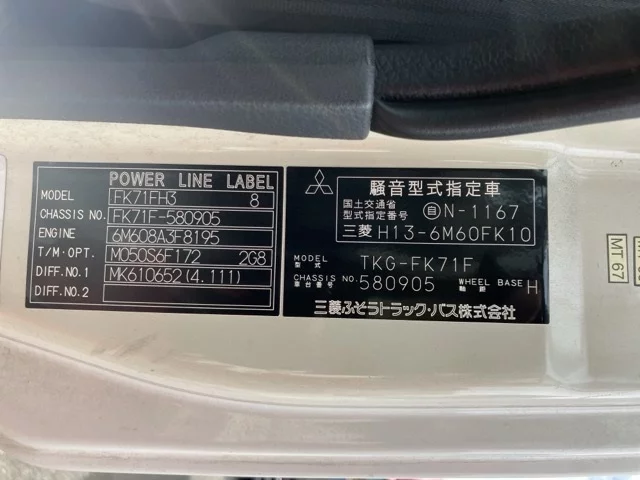 POWER LINE LABEL
MODEL FK71FH3 8
CHASSIS NO. FK71F-580905
ENGINE 6M608A3F8195
T/M・OPT. M050S6F172 2G8
DIFF.NO.1 MK610652(4.111)
DIFF.NO.2
騒音型式指定車
国土交通省
型式指定番号 自N-1167
三菱 H13-6M60FK10
MODEL
型式 TKG-FK71F
CHASSIS NO.
車台番号 580905 WHEEL BASE
軸距 H
三菱ふそうトラック・バス株式会社
MT 67